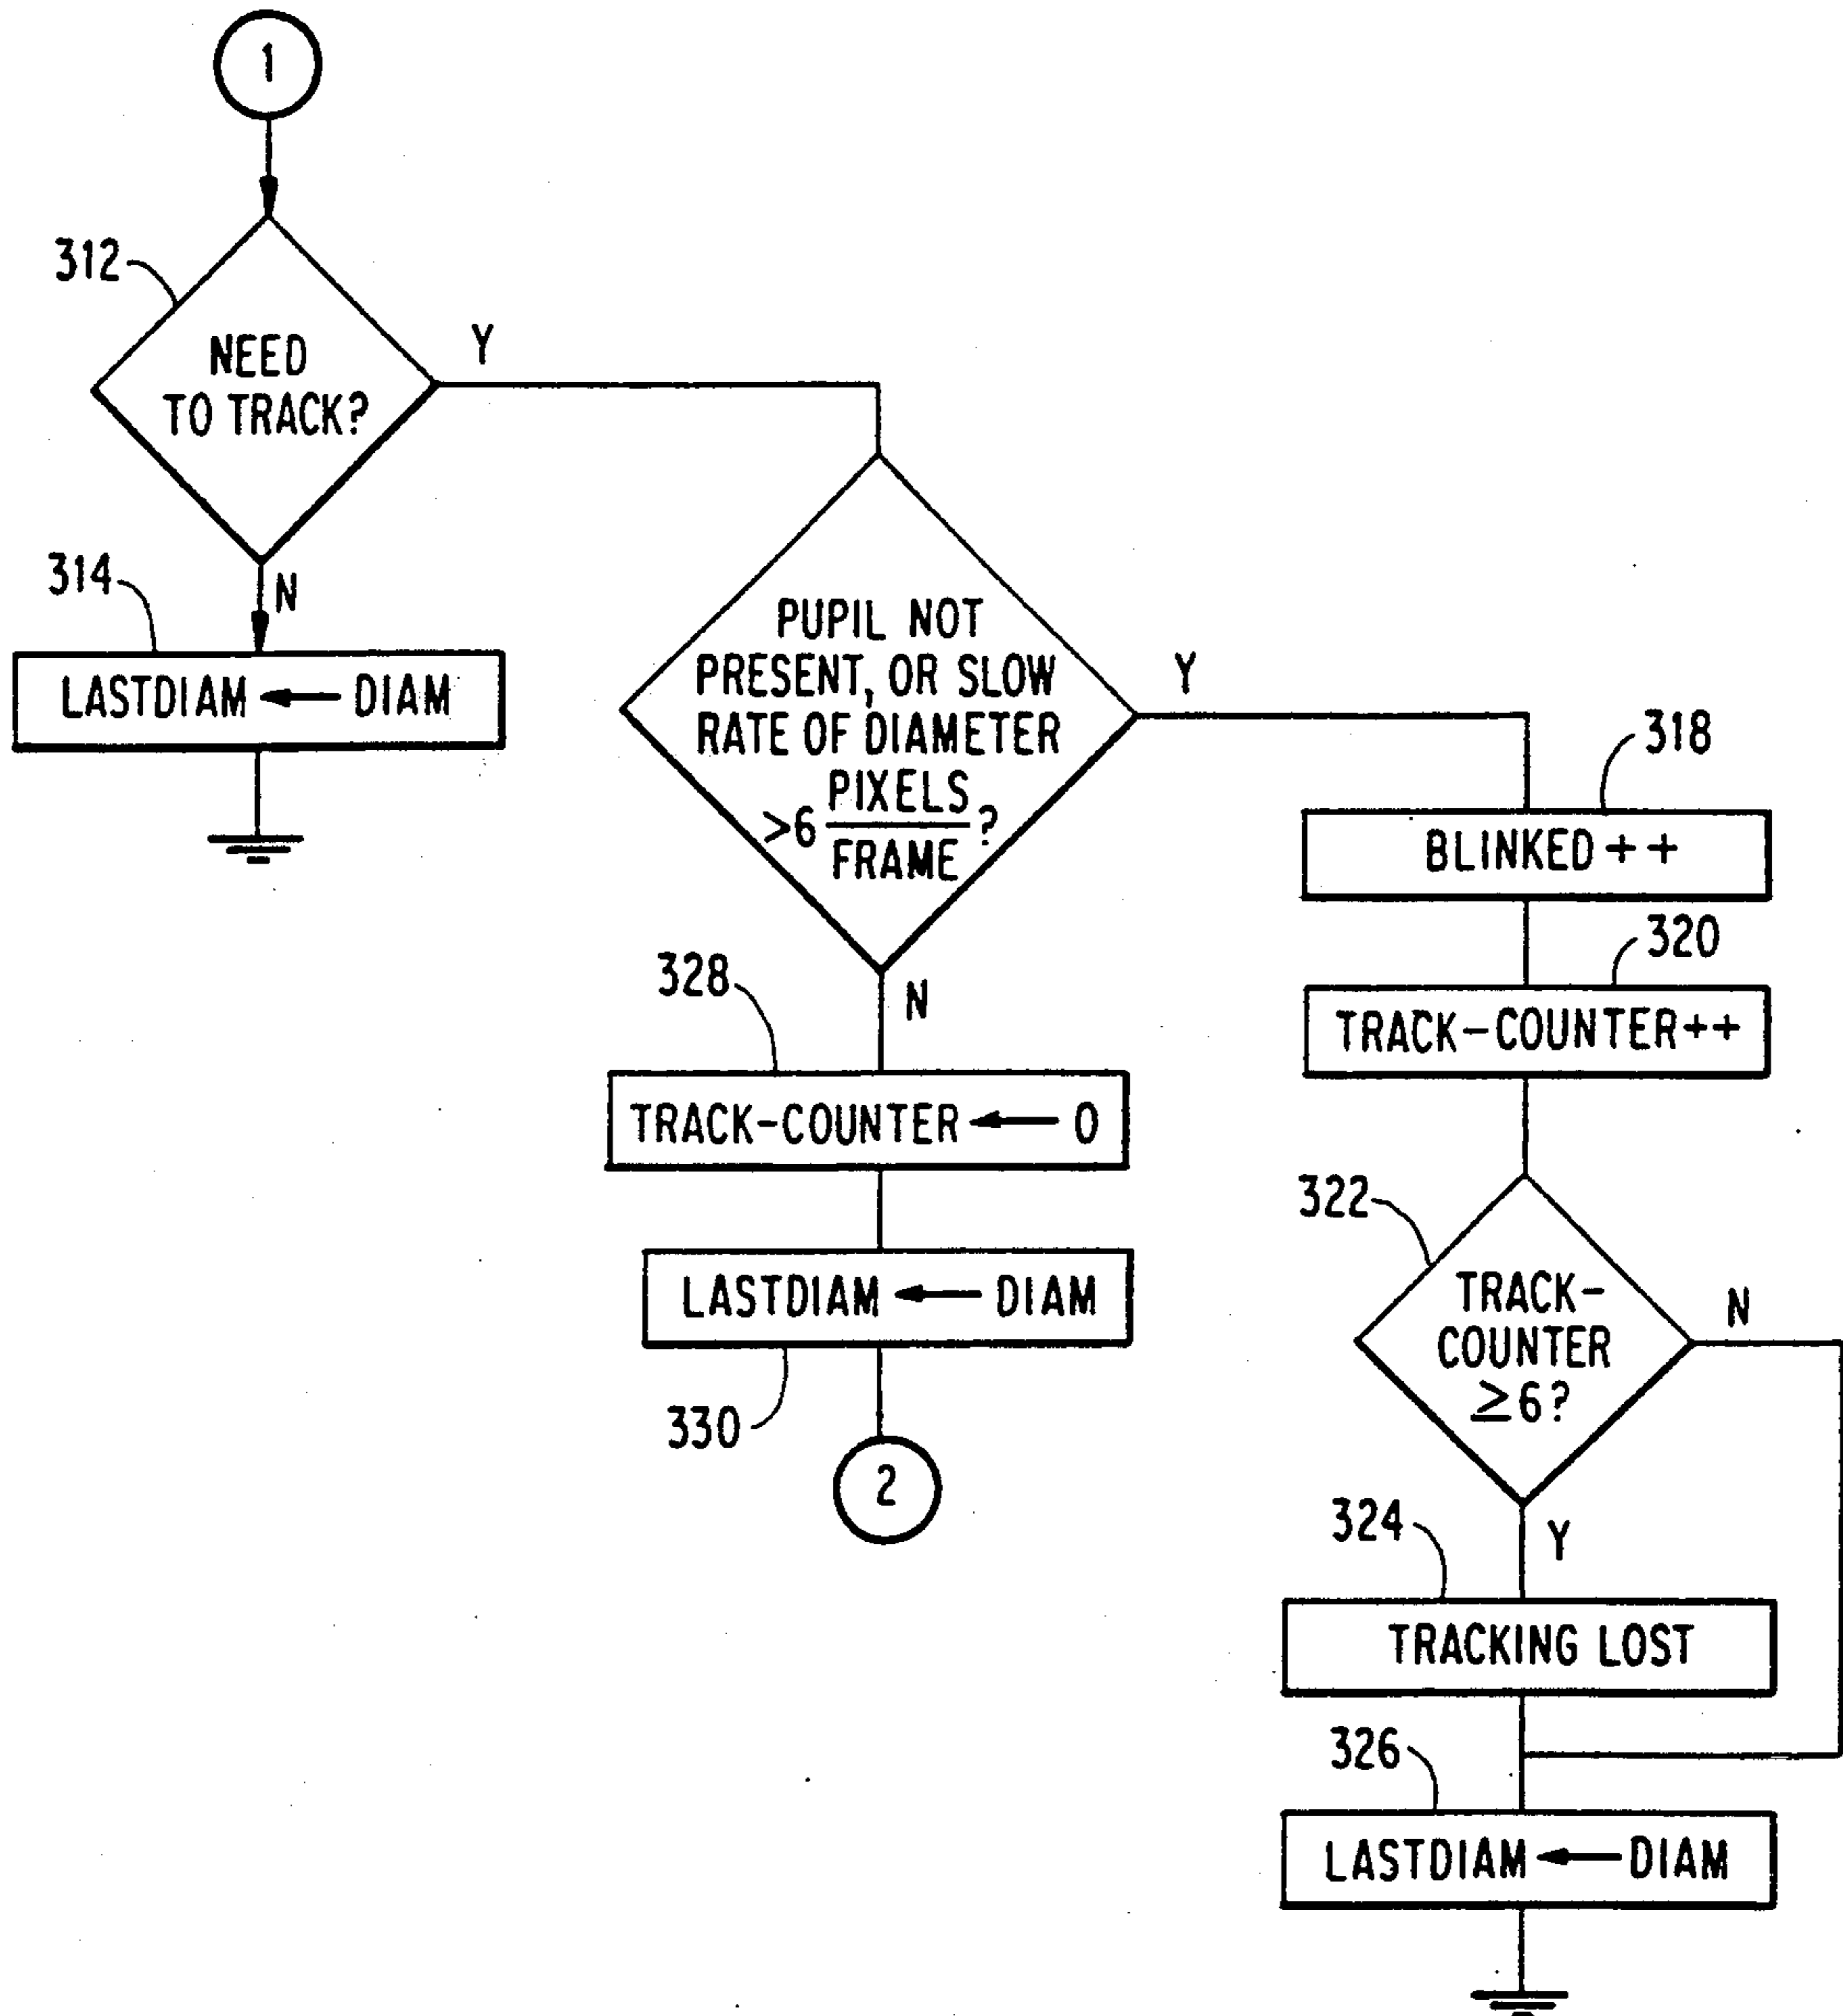 1
312
NEED
TO TRACK?
Y
N
314
LASTDIAM ← DIAM
PUPIL NOT
PRESENT, OR SLOW
RATE OF DIAMETER
>6 PIXELS/FRAME?
Y
N
318
BLINKED++
320
TRACK-COUNTER++
322
TRACK-
COUNTER
≥6?
N
Y
324
TRACKING LOST
326
LASTDIAM ← DIAM
328
TRACK-COUNTER ← 0
LASTDIAM ← DIAM
330
2